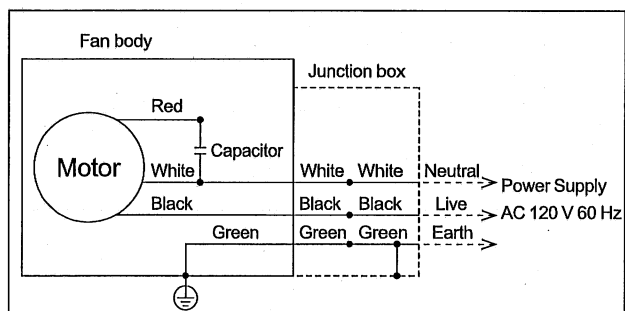 Fan body
Junction box
Red
Capacitor
Motor
White White White Neutral
Power Supply
Black Black Black Live
AC 120 V 60 Hz
Green Green Green Earth